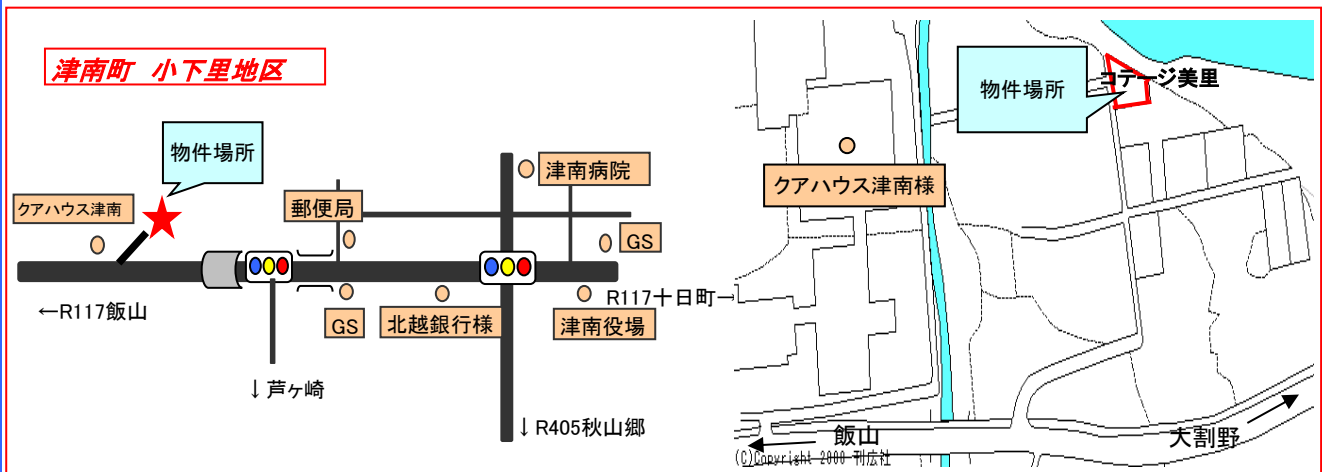 津南町 小下里地区
物件場所
クアハウス津南
郵便局
津南病院
GS
←R117飯山
GS
北越銀行様
R117十日町→
津南役場
↓芦ヶ崎
↓R405秋山郷
物件場所
コテージ美里
クアハウス津南様
飯山
大割野
(C)Copyright 2000 刊広社